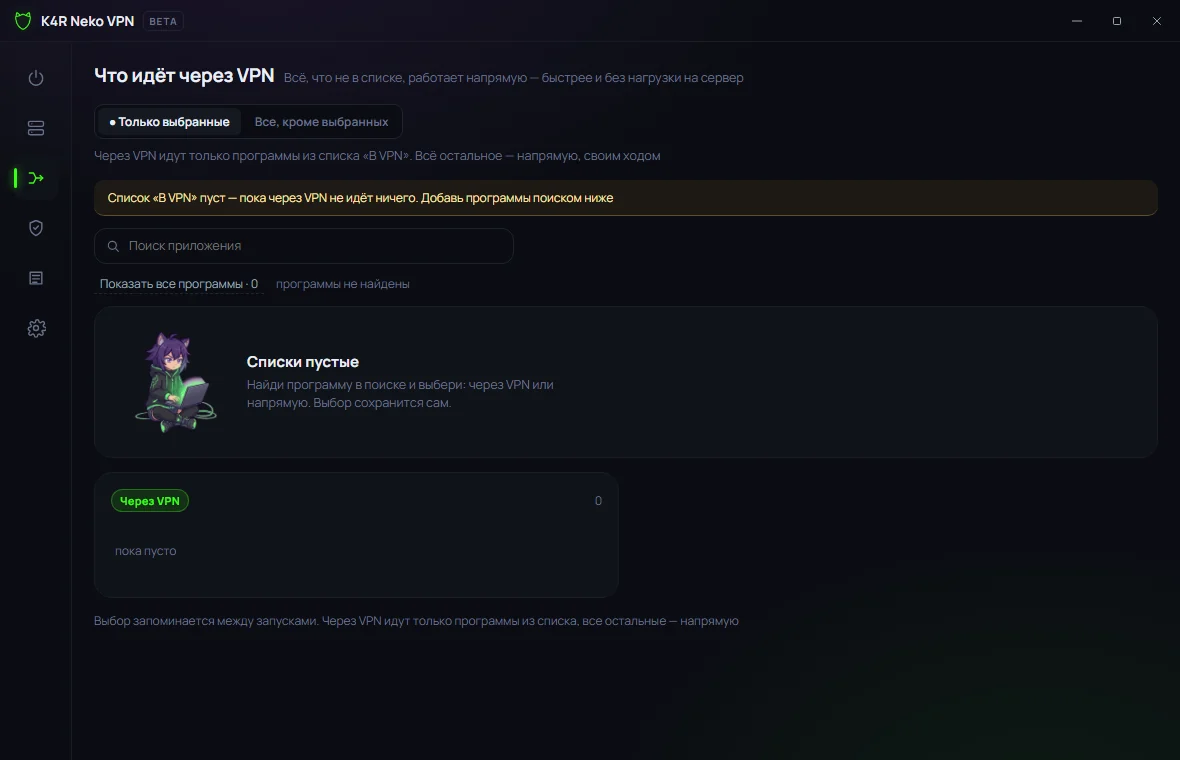 K4R Neko VPN BETA
Что идёт через VPN Всё, что не в списке, работает напрямую — быстрее и без нагрузки на сервер
Только выбранные Все, кроме выбранных
Через VPN идут только программы из списка «В VPN». Всё остальное — напрямую, своим ходом
Список «В VPN» пуст — пока через VPN не идёт ничего. Добавь программы поиском ниже
Поиск приложения
Показать все программы · 0 программы не найдены
Списки пустые
Найди программу в поиске и выбери: через VPN или
напрямую. Выбор сохранится сам.
Через VPN 0
пока пусто
Выбор запоминается между запусками. Через VPN идут только программы из списка, все остальные — напрямую